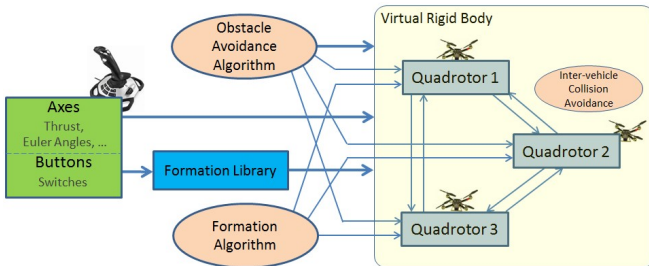 Obstacle
Avoidance
Algorithm
Virtual Rigid Body
Quadrotor 1
Inter-vehicle
Collision
Avoidance
Axes
Thrust,
Euler Angles, ...
Buttons
Switches
Formation Library
Quadrotor 2
Formation
Algorithm
Quadrotor 3